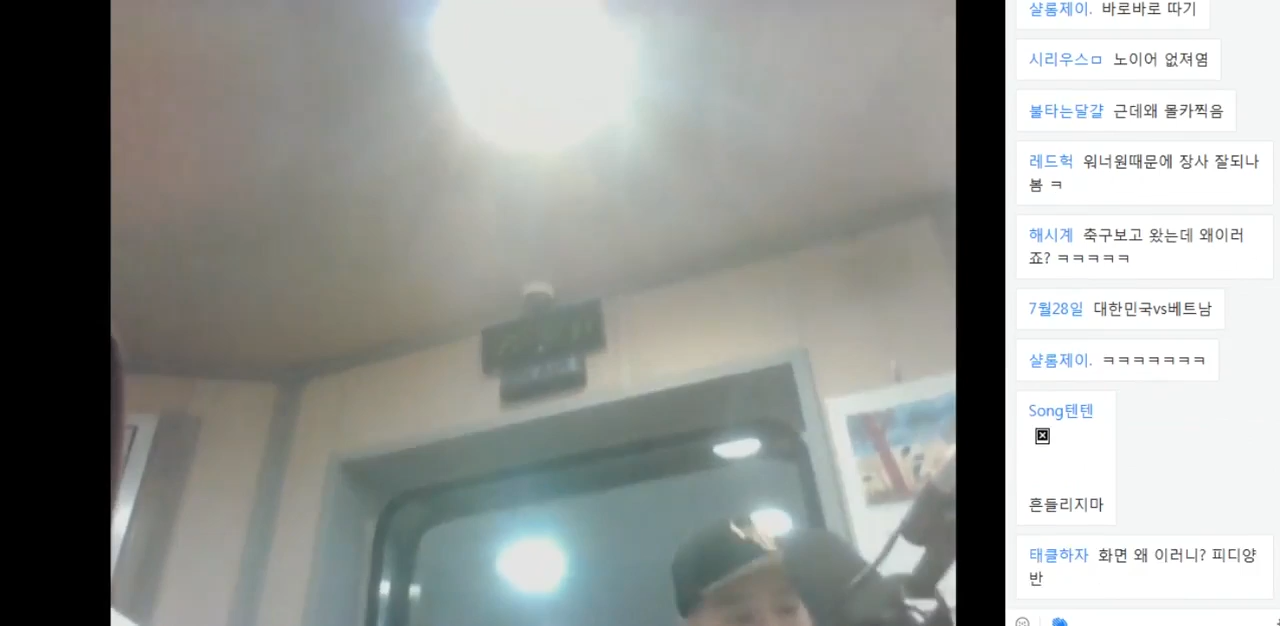 샬롬제이. 바로바로 따기
시리우스ㅁ 노이어 없져염
불타는달걀 근데왜 몰카찍음
레드헉 워너원때문에 장사 잘되나
봄 ㅋ
해시계 축구보고 왔는데 왜이러
죠? ㅋㅋㅋㅋㅋ
7월28일 대한민국vs베트남
샬롬제이. ㅋㅋㅋㅋㅋㅋㅋ
Song텐텐
흔들리지마
태클하자 화면 왜 이러니? 피디양
반